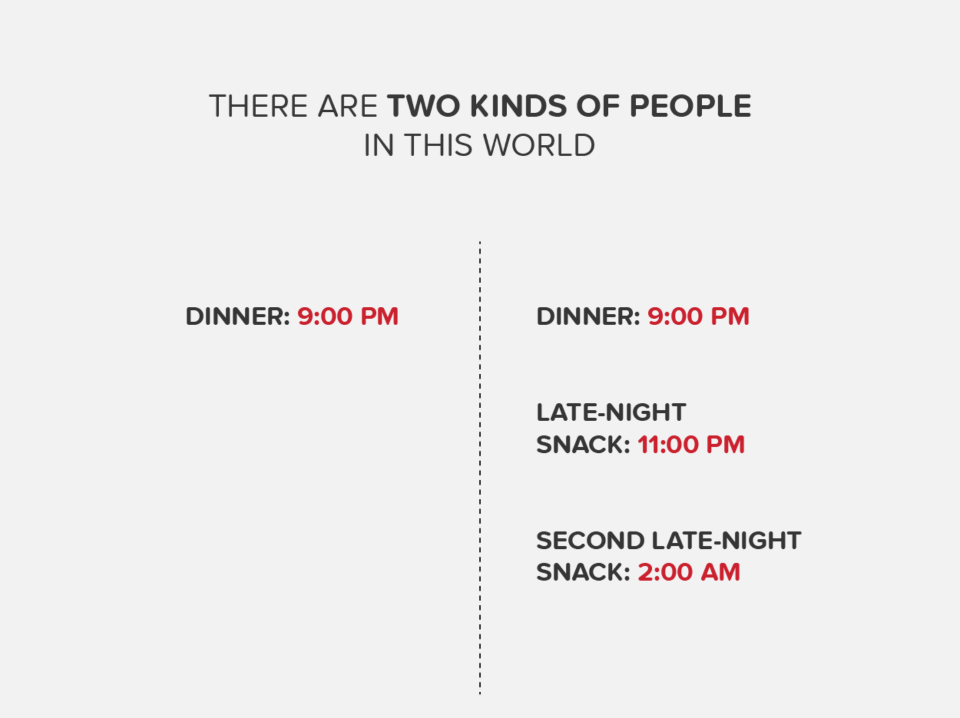 THERE ARE TWO KINDS OF PEOPLE
IN THIS WORLD
DINNER: 9:00 PM
DINNER: 9:00 PM
LATE-NIGHT
SNACK: 11:00 PM
SECOND LATE-NIGHT
SNACK: 2:00 AM